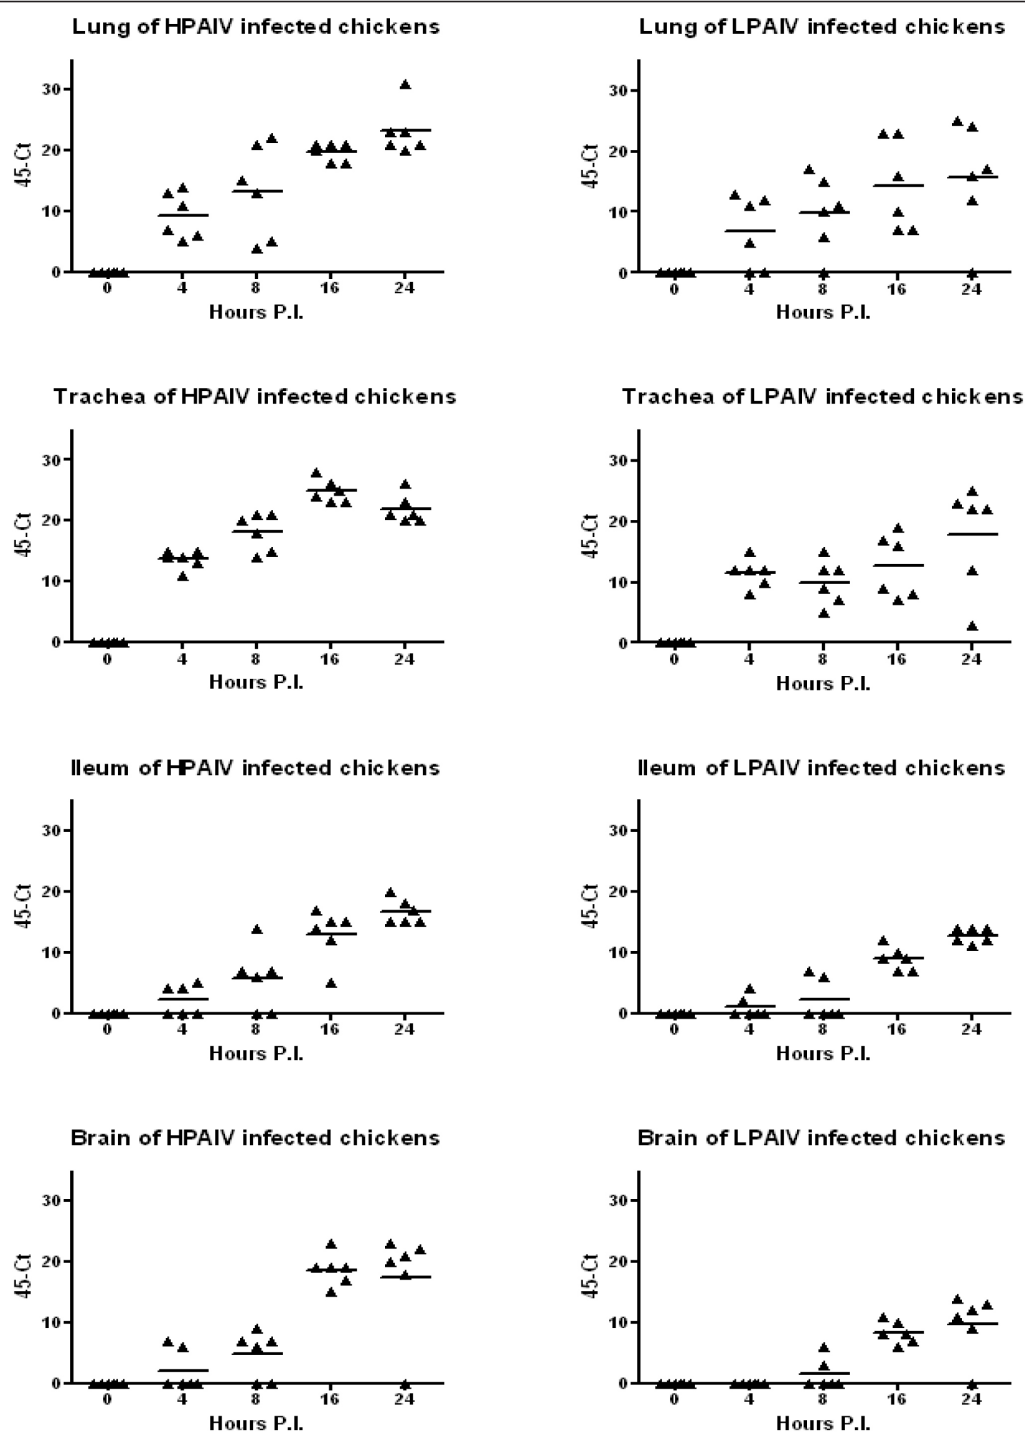 Lung of HPAIV infected chickens
45-Ct
30
20
10
0
0 4 8 16 24
Hours P.I.
Lung of LPAIV infected chickens
45-Ct
30
20
10
0
0 4 8 16 24
Hours P.I.
Trachea of HPAIV infected chickens
45-Ct
30
20
10
0
0 4 8 16 24
Hours P.I.
Trachea of LPAIV infected chickens
45-Ct
30
20
10
0
0 4 8 16 24
Hours P.I.
Ileum of HPAIV infected chickens
45-Ct
30
20
10
0
0 4 8 16 24
Hours P.I.
Ileum of LPAIV infected chickens
45-Ct
30
20
10
0
0 4 8 16 24
Hours P.I.
Brain of HPAIV infected chickens
45-Ct
30
20
10
0
0 4 8 16 24
Hours P.I.
Brain of LPAIV infected chickens
45-Ct
30
20
10
0
0 4 8 16 24
Hours P.I.